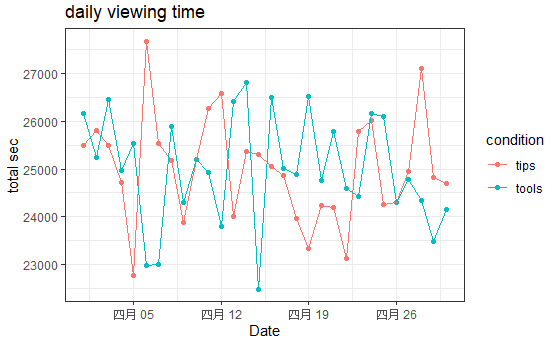 daily viewing time
total sec
27000
26000
25000
24000
23000
四月 05
四月 12
四月 19
四月 26
Date
condition
tips
tools